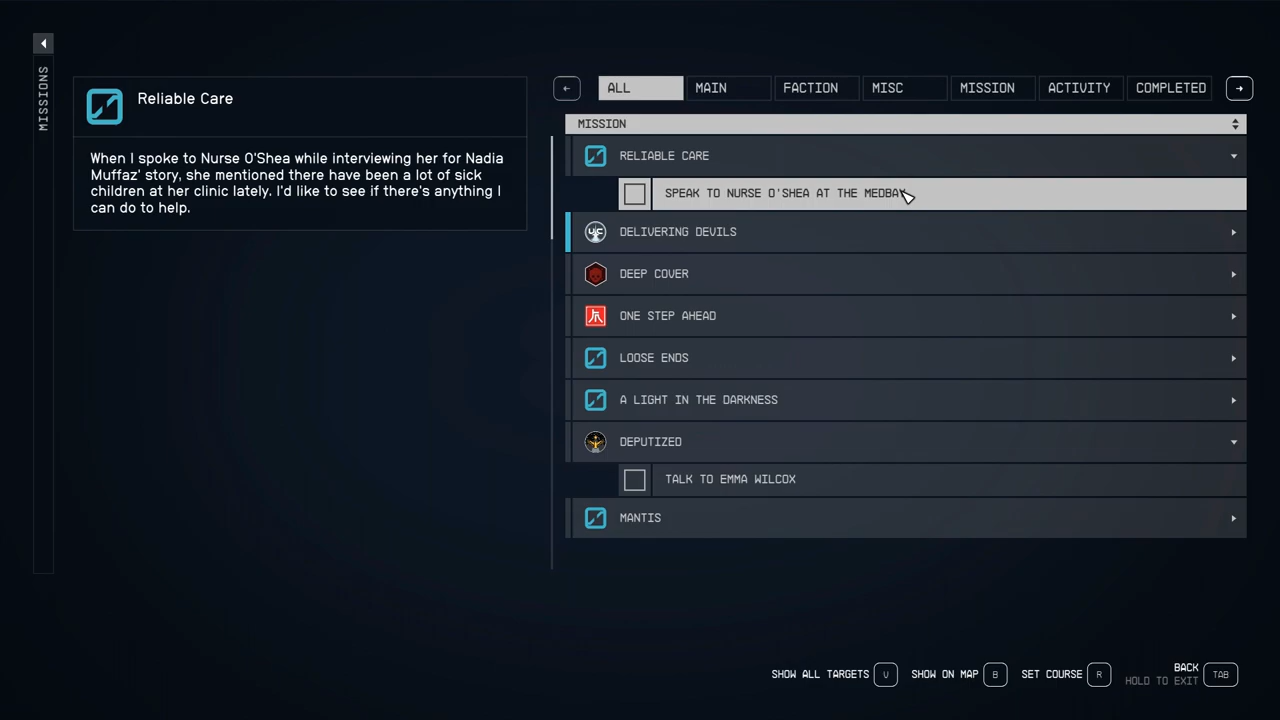 MISSIONS
Reliable Care
When I spoke to Nurse O'Shea while interviewing her for Nadia
Muffaz' story, she mentioned there have been a lot of sick
children at her clinic lately. I'd like to see if there's anything I
can do to help.
ALL MAIN FACTION MISC MISSION ACTIVITY COMPLETED
MISSION
RELIABLE CARE
SPEAK TO NURSE O'SHEA AT THE MEDBAY
UC DELIVERING DEVILS
DEEP COVER
ONE STEP AHEAD
LOOSE ENDS
A LIGHT IN THE DARKNESS
DEPUTIZED
TALK TO EMMA WILCOX
MANTIS
SHOW ALL TARGETS V SHOW ON MAP B SET COURSE R BACK TAB
HOLD TO EXIT